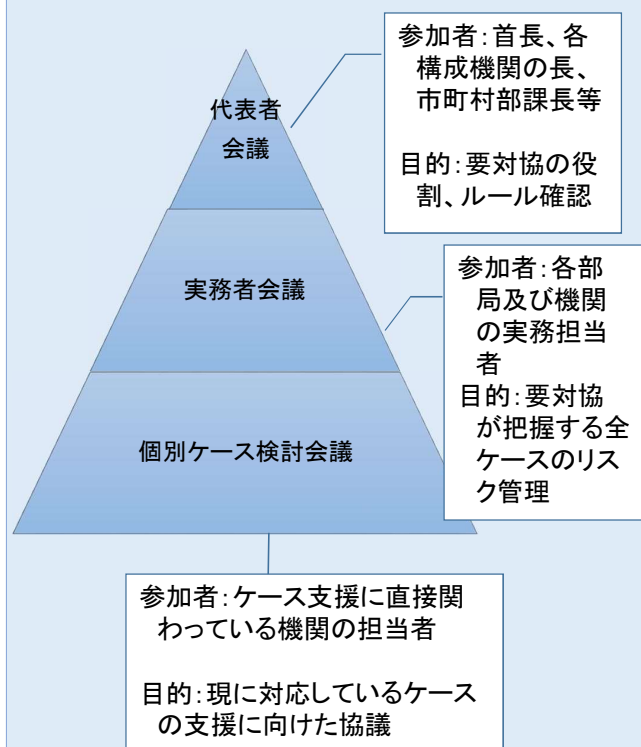 代表者
会議
参加者：首長、各
構成機関の長、
市町村部課長等
目的：要対協の役
割、ルール確認
実務者会議
参加者：各部
局及び機関
の実務担当
者
目的：要対協
が把握する全
ケースのリス
ク管理
個別ケース検討会議
参加者：ケース支援に直接関
わっている機関の担当者
目的：現に対応しているケース
の支援に向けた協議